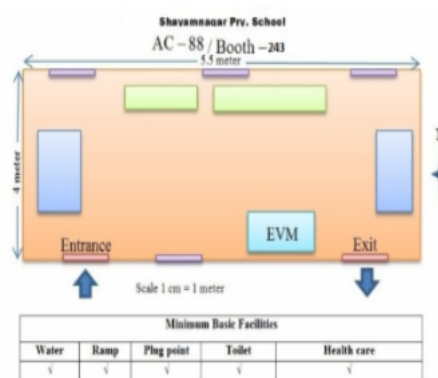 Shayamnagar Pry. School
AC - 88 / Booth - 243
5.5 meter
4 meter
EVM
Entrance
Exit
Scale 1 cm = 1 meter
Minimum Basic Facilities
Water Ramp Plug point Toilet Health care
√ √ √ √ √